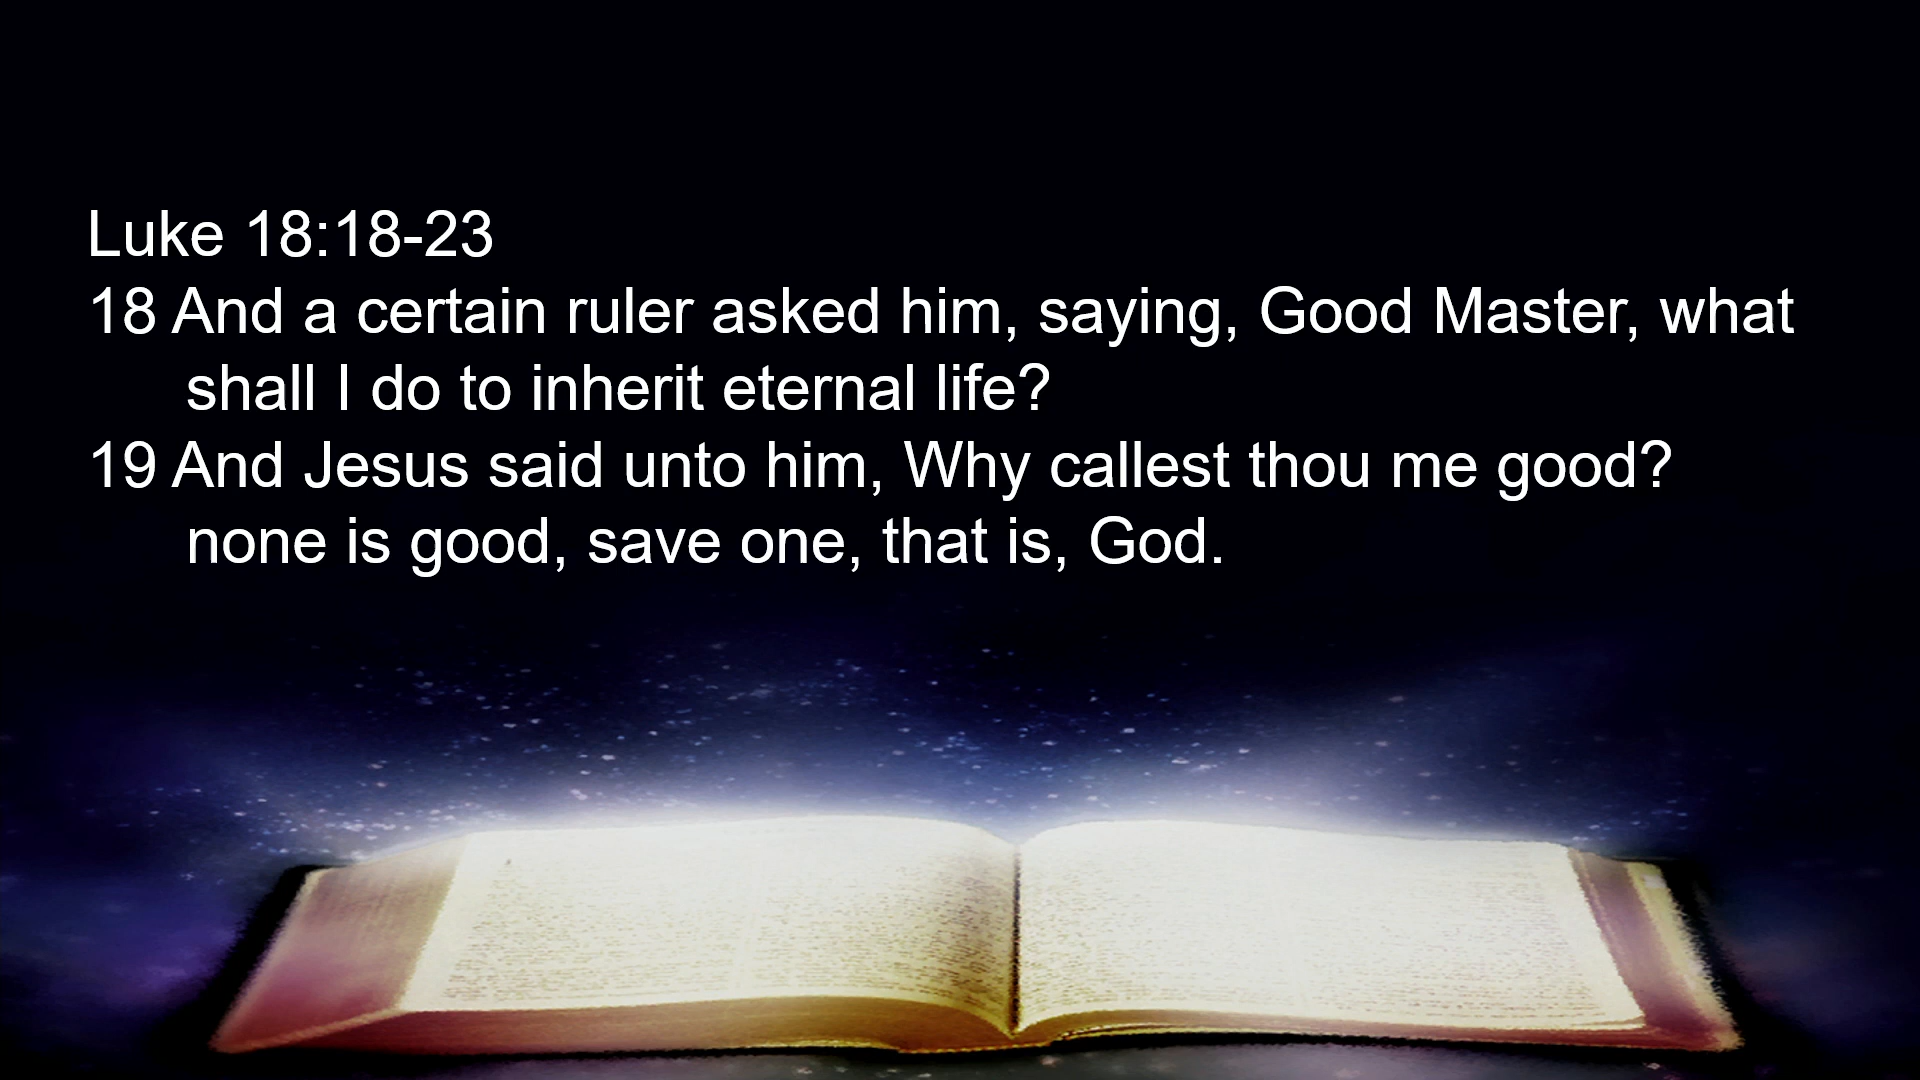 Luke 18:18-23
18 And a certain ruler asked him, saying, Good Master, what
shall I do to inherit eternal life?
19 And Jesus said unto him, Why callest thou me good?
none is good, save one, that is, God.